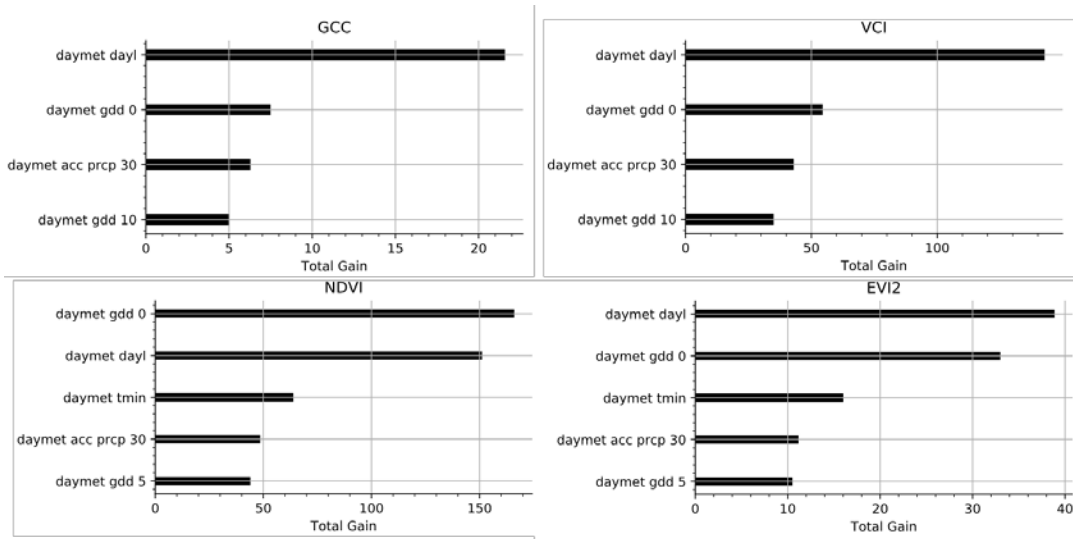 GCC
daymet dayl
daymet gdd 0
daymet acc prcp 30
daymet gdd 10
0 5 10 15 20
Total Gain
VCI
daymet dayl
daymet gdd 0
daymet acc prcp 30
daymet gdd 10
0 50 100
Total Gain
NDVI
daymet gdd 0
daymet dayl
daymet tmin
daymet acc prcp 30
daymet gdd 5
0 50 100 150
Total Gain
EVI2
daymet dayl
daymet gdd 0
daymet tmin
daymet acc prcp 30
daymet gdd 5
0 10 20 30 40
Total Gain